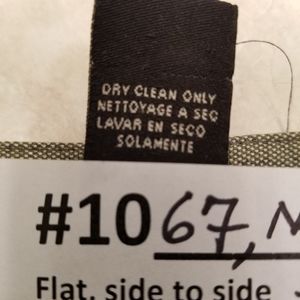 DRY CLEAN ONLY
NETTOYAGE A SEC
LAVAR EN SECO
SOLAMENTE
#1067, M
Flat, side to side